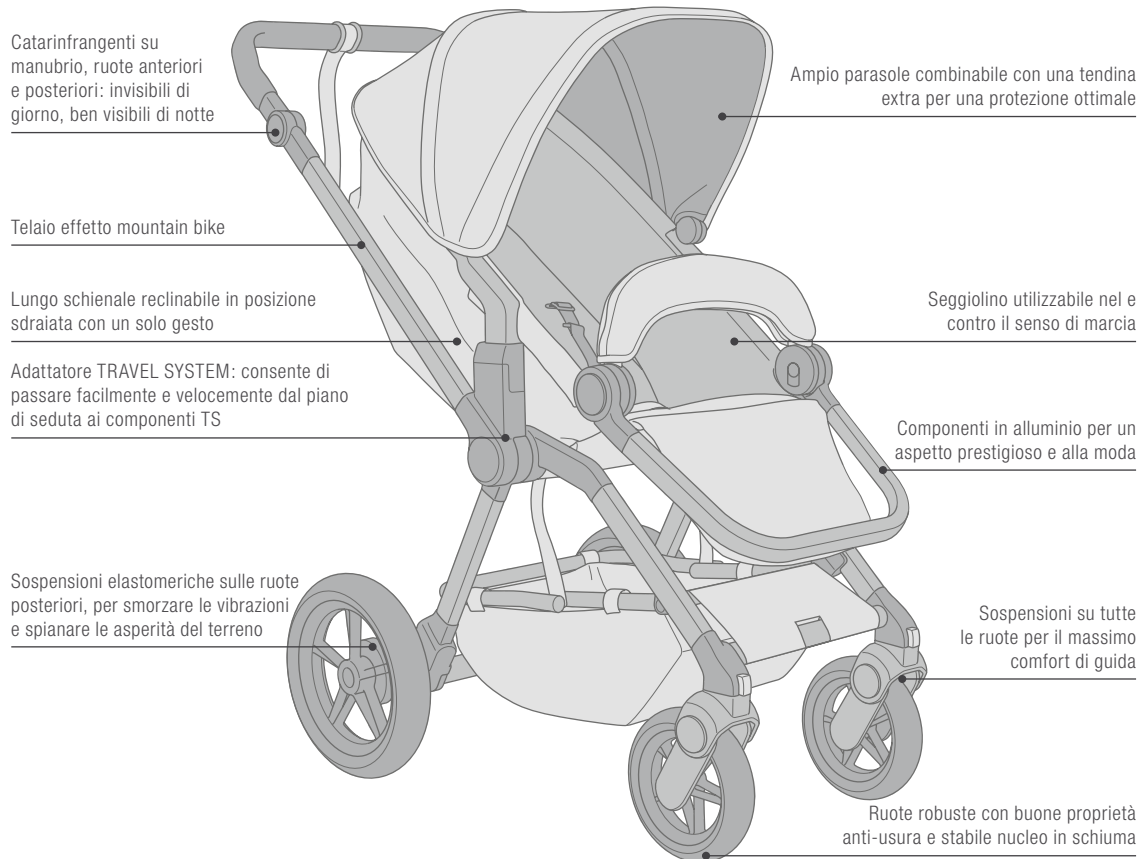 Catarinfrangenti su
manubrio, ruote anteriori
e posteriori: invisibili di
giorno, ben visibili di notte
Telaio effetto mountain bike
Lungo schienale reclinabile in posizione
sdraiata con un solo gesto
Adattatore TRAVEL SYSTEM: consente di
passare facilmente e velocemente dal piano
di seduta ai componenti TS
Sospensioni elastomeriche sulle ruote
posteriori, per smorzare le vibrazioni
e spianare le asperità del terreno
Ampio parasole combinabile con una tendina
extra per una protezione ottimale
Seggiolino utilizzabile nel e
contro il senso di marcia
Componenti in alluminio per un
aspetto prestigioso e alla moda
Sospensioni su tutte
le ruote per il massimo
comfort di guida
Ruote robuste con buone proprietà
anti-usura e stabile nucleo in schiuma